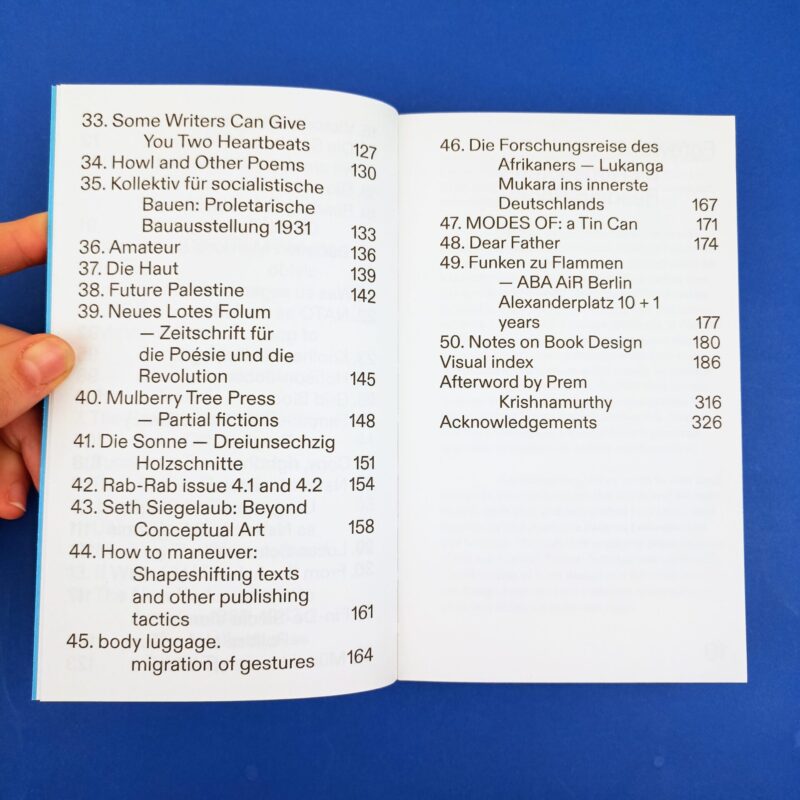 33. Some Writers Can Give
You Two Heartbeats 127
34. Howl and Other Poems 130
35. Kollektiv für socialistische
Bauen: Proletarische
Bauausstellung 1931 133
36. Amateur 136
37. Die Haut 139
38. Future Palestine 142
39. Neues Lotes Folum
— Zeitschrift für
die Poésie und die
Revolution 145
40. Mulberry Tree Press
— Partial fictions 148
41. Die Sonne — Dreiunsechzig
Holzschnitte 151
42. Rab-Rab issue 4.1 and 4.2 154
43. Seth Siegelaub: Beyond
Conceptual Art 158
44. How to maneuver:
Shapeshifting texts
and other publishing
tactics 161
45. body luggage.
migration of gestures 164
46. Die Forschungsreise des
Afrikaners — Lukanga
Mukara ins innerste
Deutschlands 167
47. MODES OF: a Tin Can 171
48. Dear Father 174
49. Funken zu Flammen
— ABA AiR Berlin
Alexanderplatz 10 + 1
years 177
50. Notes on Book Design 180
Visual index 186
Afterword by Prem
Krishnamurthy 316
Acknowledgements 326